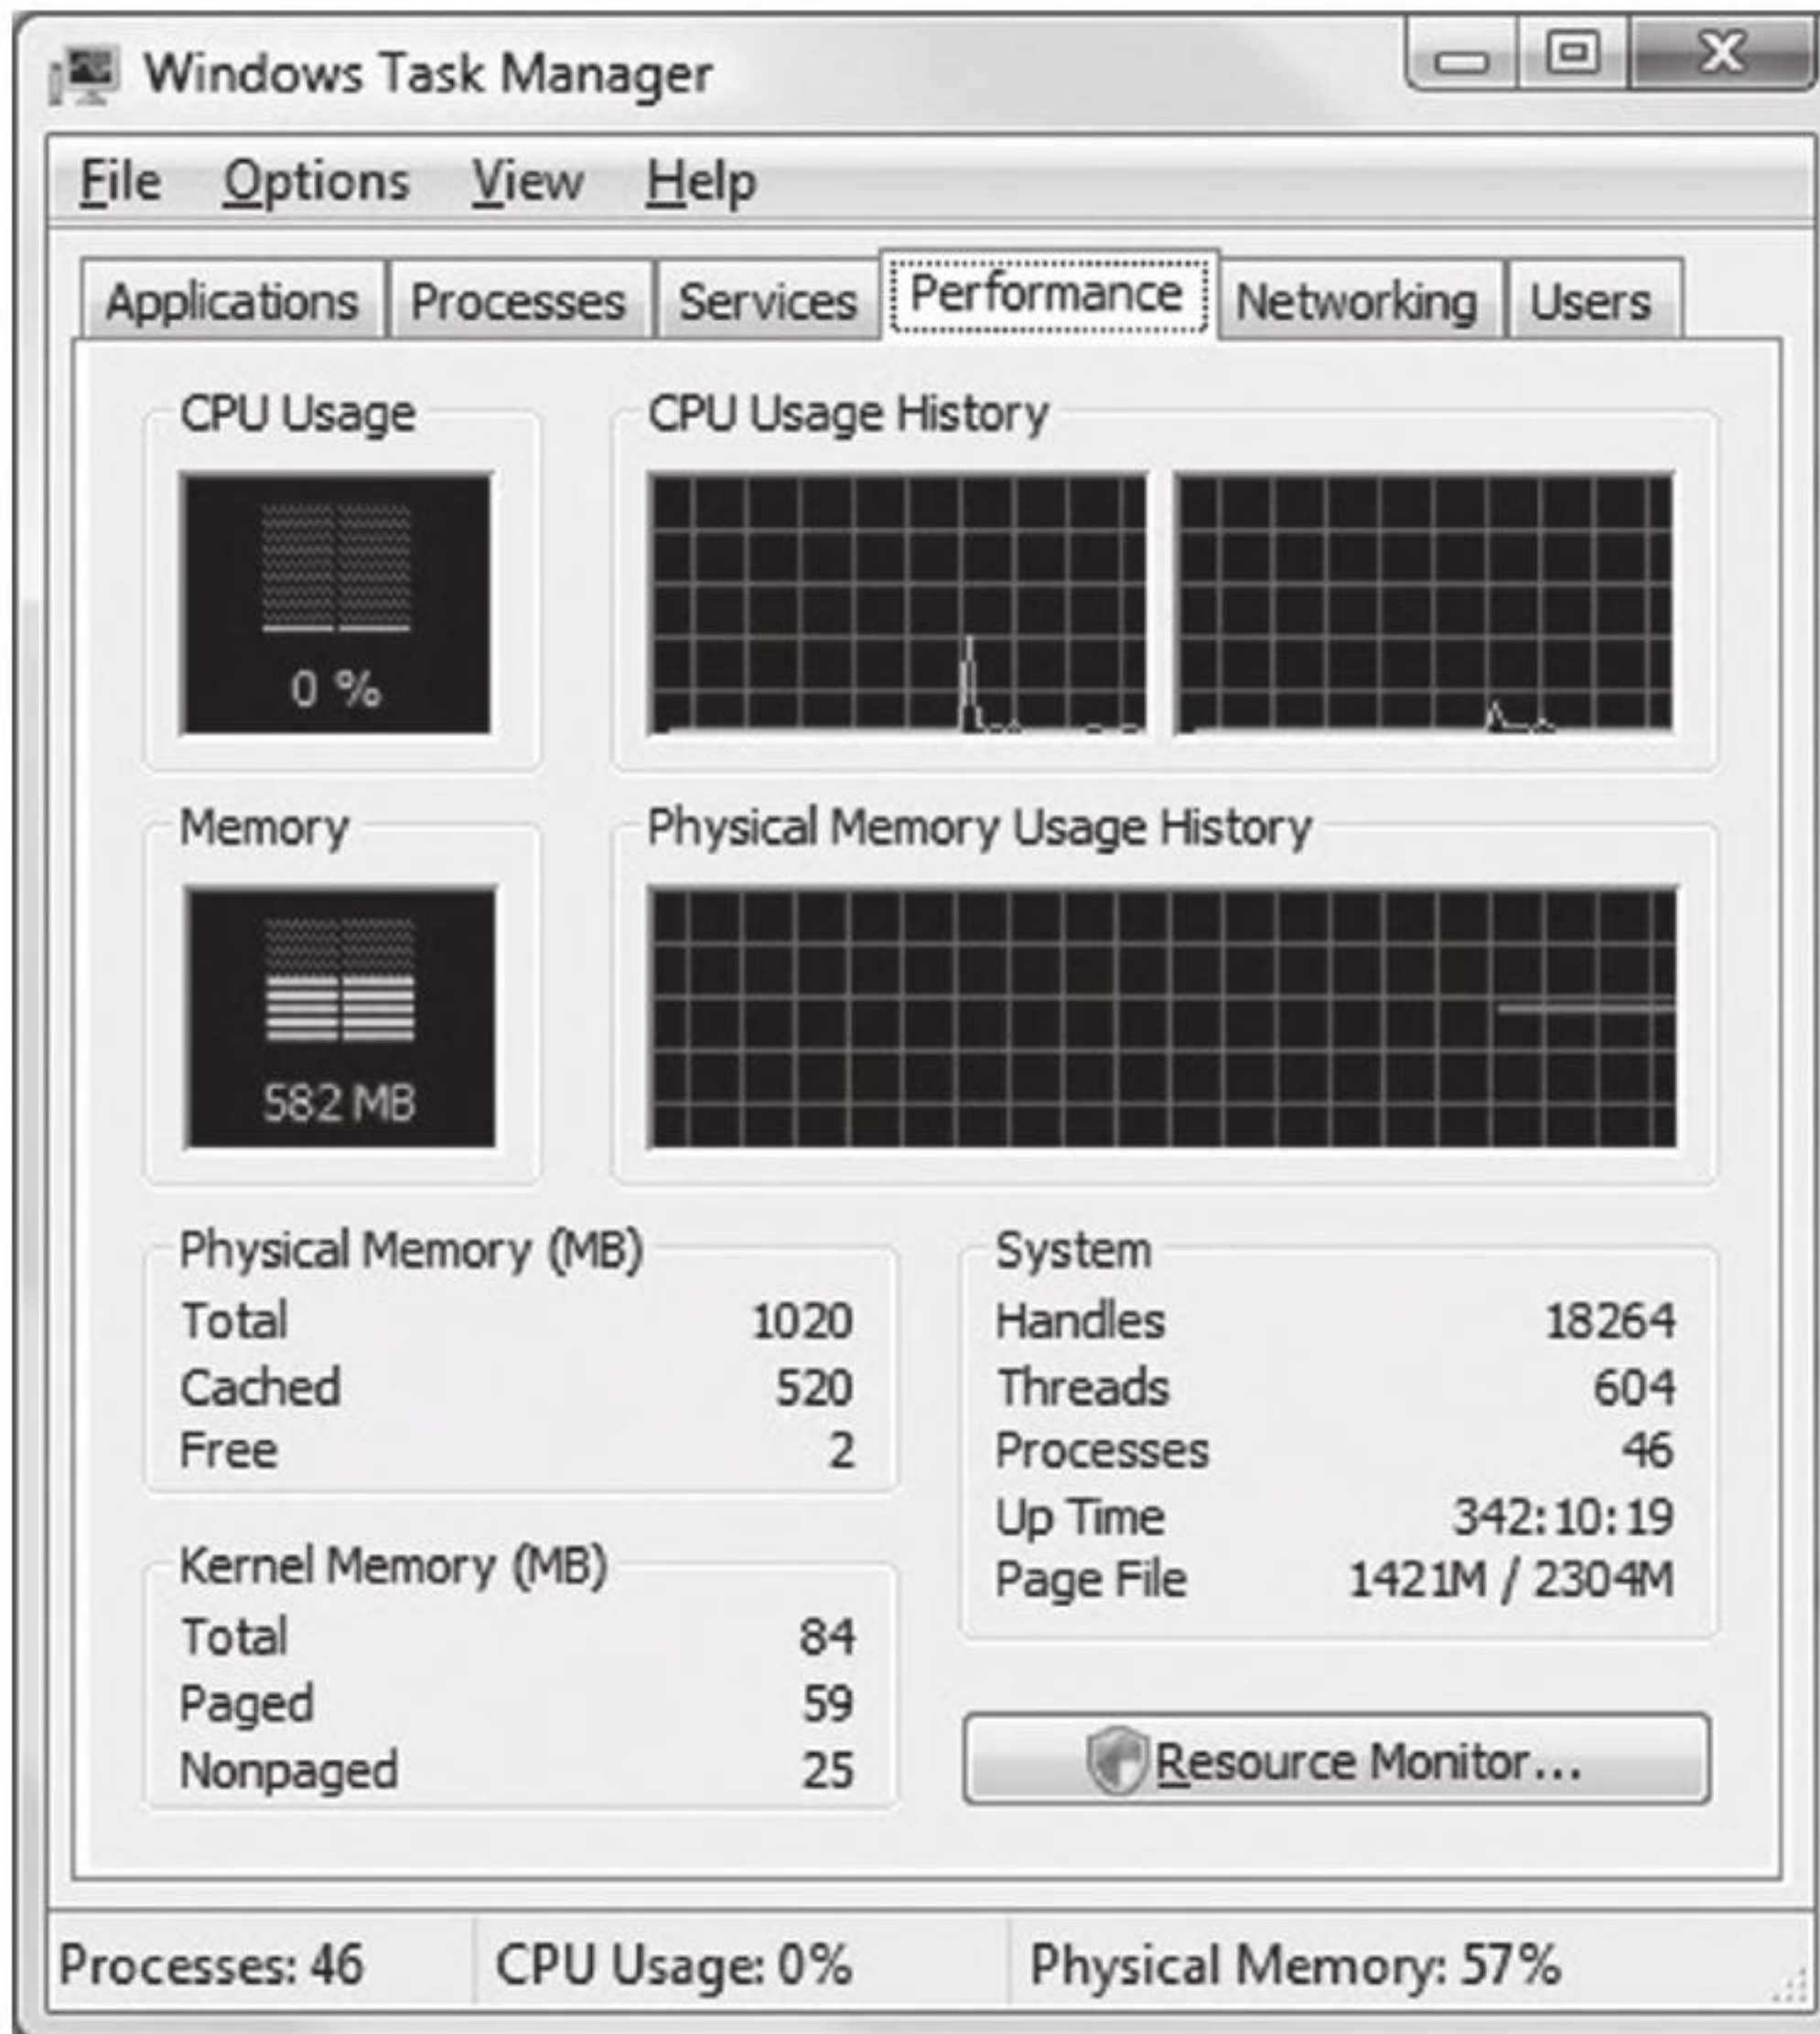 Windows Task Manager
File Options View Help
Applications Processes Services Performance Networking Users
CPU Usage
0 %
CPU Usage History
Memory
582 MB
Physical Memory Usage History
Physical Memory (MB)
Total 1020
Cached 520
Free 2
Kernel Memory (MB)
Total 84
Paged 59
Nonpaged 25
System
Handles 18264
Threads 604
Processes 46
Up Time 342:10:19
Page File 1421M / 2304M
Resource Monitor...
Processes: 46 CPU Usage: 0% Physical Memory: 57%